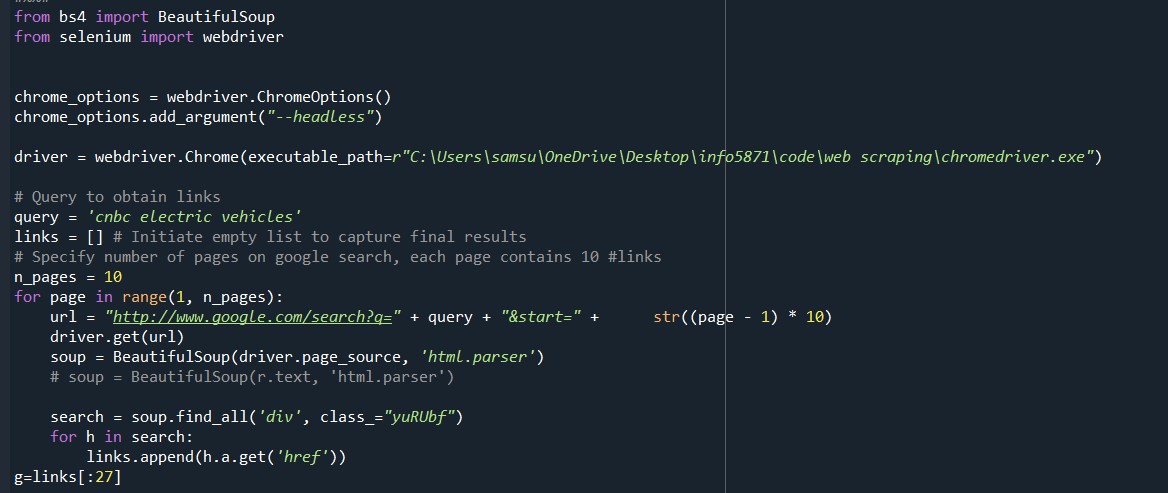 from bs4 import BeautifulSoup
from selenium import webdriver
chrome_options = webdriver.ChromeOptions()
chrome_options.add_argument("--headless")
driver = webdriver.Chrome(executable_path=r"C:\Users\samsu\OneDrive\Desktop\info5871\code\web scraping\chromedriver.exe")
# Query to obtain links
query = 'cnbc electric vehicles'
links = [] # Initiate empty list to capture final results
# Specify number of pages on google search, each page contains 10 #links
n_pages = 10
for page in range(1, n_pages):
    url = "http://www.google.com/search?q=" + query + "&start=" +      str((page - 1) * 10)
    driver.get(url)
    soup = BeautifulSoup(driver.page_source, 'html.parser')
    # soup = BeautifulSoup(r.text, 'html.parser')
    search = soup.find_all('div', class_="yuRUbf")
    for h in search:
        links.append(h.a.get('href'))
g=links[:27]